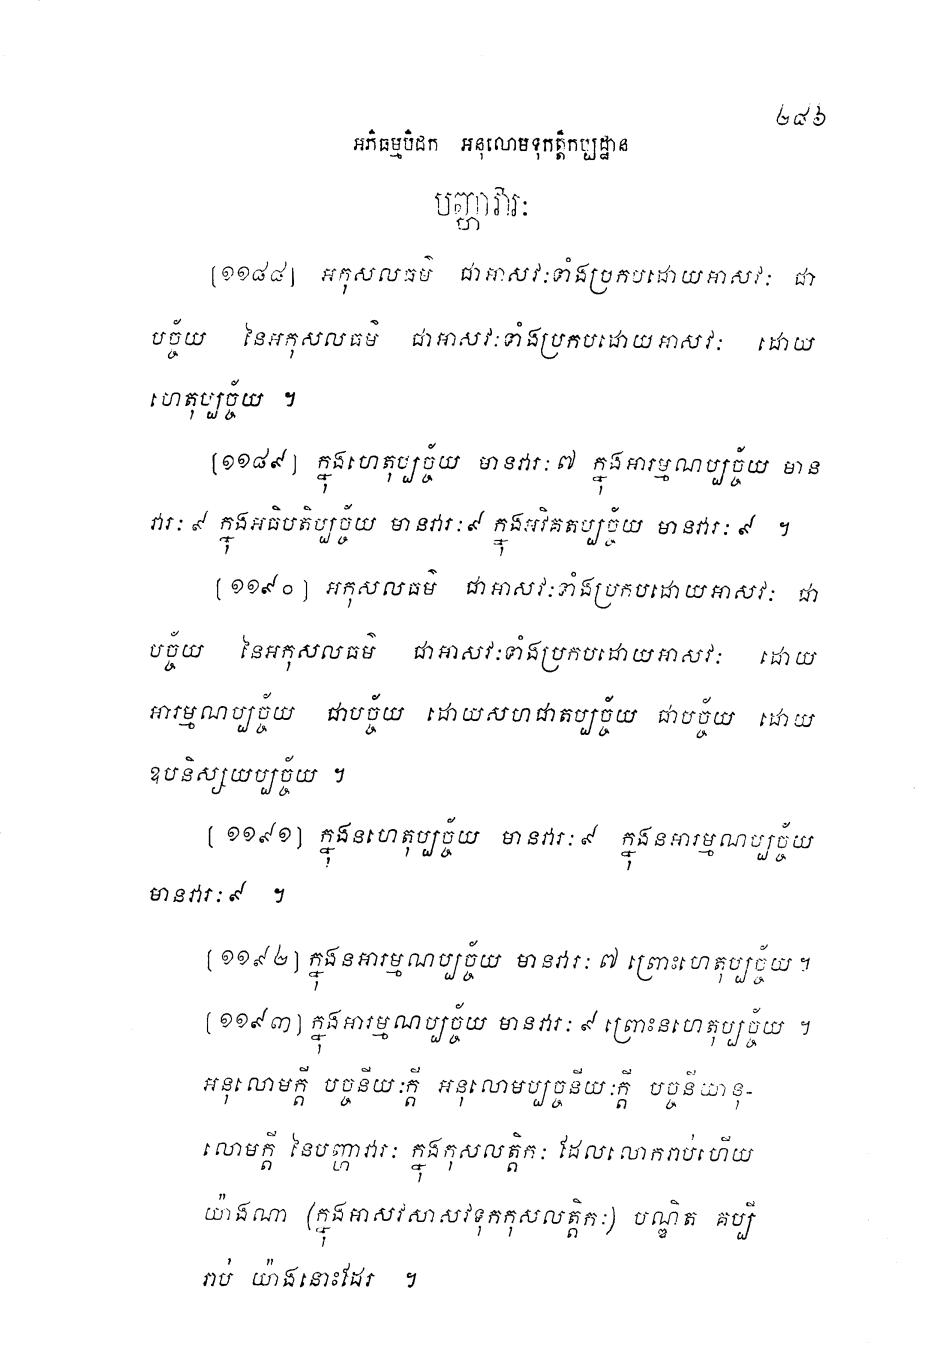 ២៤៦
អភិធម្មបិដក អនុលោមទុកត្តិកប្បដ្ឋាន
បញ្ហាវារៈ
[១១៨៨] អកុសលធម៌ ជាអាសវៈទាំងប្រកបដោយអាសវៈ ជា
បច្ច័យ នៃអកុសលធម៌ ជាអាសវៈទាំងប្រកបដោយអាសវៈ ដោយ
ហេតុប្បច្ច័យ ។
[១១៨៩] ក្នុងហេតុប្បច្ច័យ មានវារៈ ៧ ក្នុងអារម្មណប្បច្ច័យ មាន
វារៈ ៩ ក្នុងអធិបតិប្បច្ច័យ មានវារៈ ៩ ក្នុងអវិគតប្បច្ច័យ មានវារៈ ៩ ។
[១១៩០] អកុសលធម៌ ជាអាសវៈទាំងប្រកបដោយអាសវៈ ជា
បច្ច័យ នៃអកុសលធម៌ ជាអាសវៈទាំងប្រកបដោយអាសវៈ ដោយ
អារម្មណប្បច្ច័យ ជាបច្ច័យ ដោយសហជាតប្បច្ច័យ ជាបច្ច័យ ដោយ
ឧបនិស្សយប្បច្ច័យ ។
[១១៩១] ក្នុងនហេតុប្បច្ច័យ មានវារៈ ៩ ក្នុងនអារម្មណប្បច្ច័យ
មានវារៈ ៩ ។
[១១៩២] ក្នុងនអារម្មណប្បច្ច័យ មានវារៈ ៧ ព្រោះហេតុប្បច្ច័យ ។
[១១៩៣] ក្នុងអារម្មណប្បច្ច័យ មានវារៈ ៩ ព្រោះនហេតុប្បច្ច័យ ។
អនុលោមក្តី បច្ចនីយៈក្តី អនុលោមប្បច្ចនីយៈក្តី បច្ចនីយានុ-
លោមក្តី នៃបញ្ហាវារៈ ក្នុងកុសលត្តិកៈ ដែលលោករាប់ហើយ
យ៉ាងណា (ក្នុងអាសវសាសវទុកកុសលត្តិកៈ) បណ្ឌិត គប្បី
រាប់ យ៉ាងនោះដែរ ។